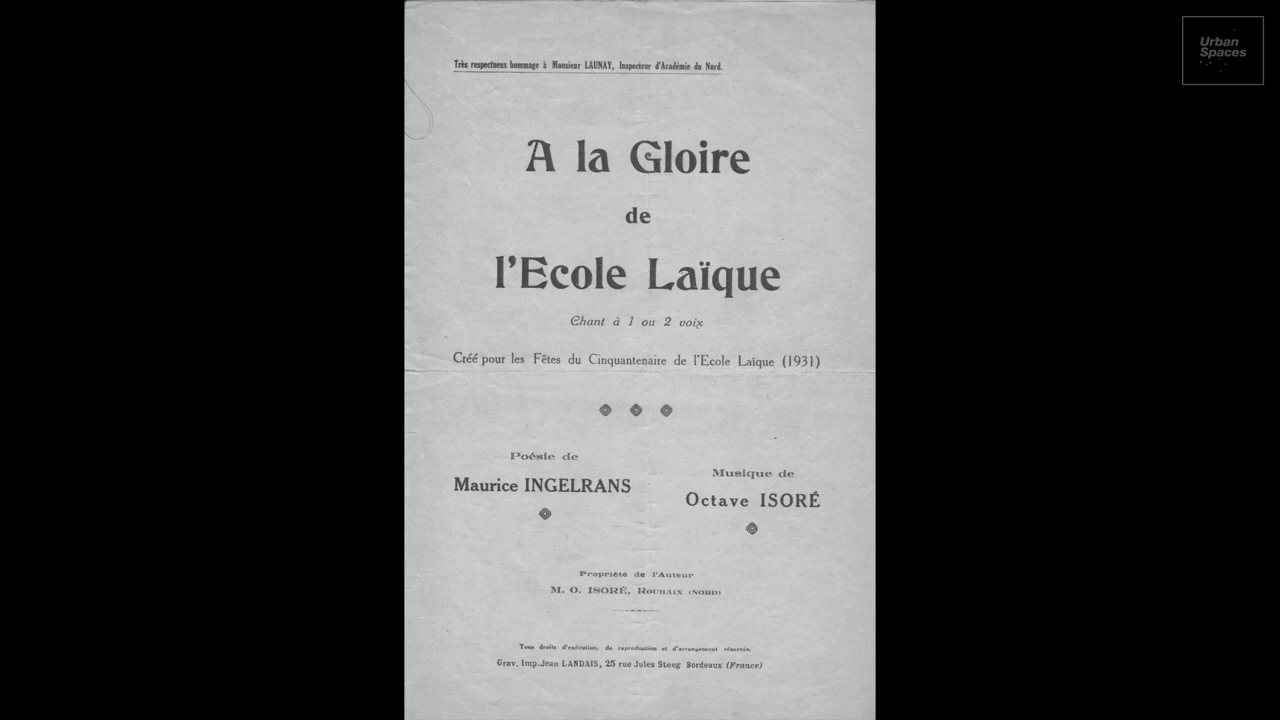 Très respectueux hommage à Monsieur LAUNAY, Inspecteur d'Académie du Nord.
A la Gloire
de
l'Ecole Laïque
Chant à 1 ou 2 voix
Créé pour les Fêtes du Cinquantenaire de l'Ecole Laïque (1931)
Poésie de
Maurice INGELRANS
Musique de
Octave ISORÉ
Propriété de l'Auteur
M. O. ISORÉ, ROUBAIX (NORD)
Tous droits d'exécution, de reproduction et d'arrangement réservés.
Grav. Imp. Jean LANDAIS, 25 rue Jules Steeg Bordeaux (France)
Urban
Spaces